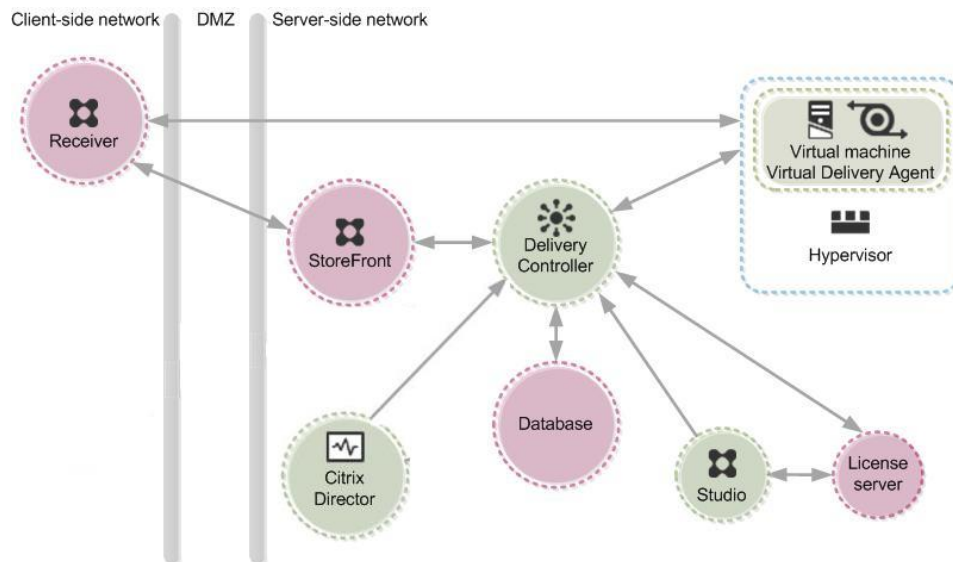 Client-side network
DMZ
Server-side network
Receiver
Virtual machine
Virtual Delivery Agent
StoreFront
Delivery
Controller
Hypervisor
Database
Citrix
Director
Studio
License
server